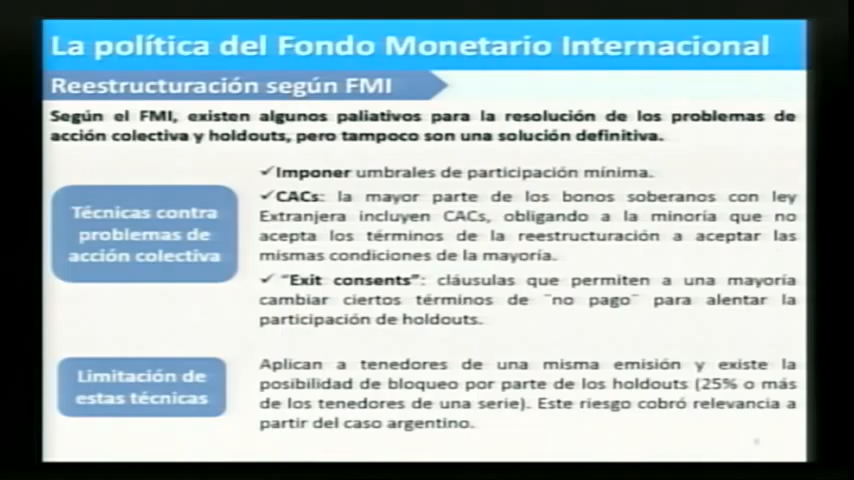 La política del Fondo Monetario Internacional
Reestructuración según FMI
Según el FMI, existen algunos paliativos para la resolución de los problemas de
acción colectiva y holdouts, pero tampoco son una solución definitiva.
Técnicas contra
problemas de
acción colectiva
✓Imponer umbrales de participación mínima.
✓CACs: la mayor parte de los bonos soberanos con ley
Extranjera incluyen CACs, obligando a la minoría que no
acepta los términos de la reestructuración a aceptar las
mismas condiciones de la mayoría.
✓ "Exit consents": cláusulas que permiten a una mayoría
cambiar ciertos términos de ¨no pago¨ para alentar la
participación de holdouts.
Limitación de
estas técnicas
Aplican a tenedores de una misma emisión y existe la
posibilidad de bloqueo por parte de los holdouts (25% o más
de los tenedores de una serie). Este riesgo cobró relevancia a
partir del caso argentino.